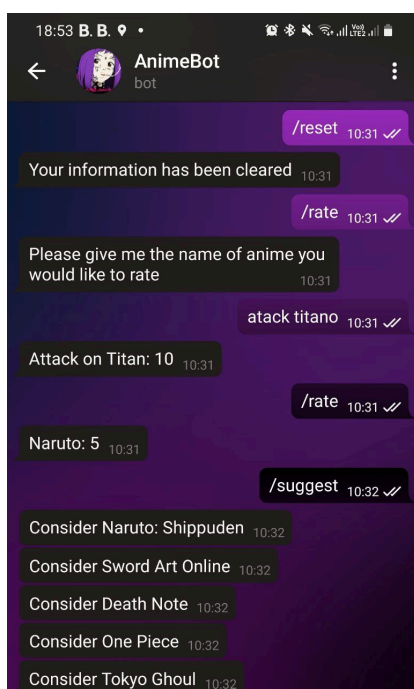 18:53 B. B.
Vo)) LTE2
AnimeBot
bot
/reset 10:31
Your information has been cleared 10:31
/rate 10:31
Please give me the name of anime you
would like to rate 10:31
atack titano 10:31
Attack on Titan: 10 10:31
/rate 10:31
Naruto: 5 10:31
/suggest 10:32
Consider Naruto: Shippuden 10:32
Consider Sword Art Online 10:32
Consider Death Note 10:32
Consider One Piece 10:32
Consider Tokyo Ghoul 10:32